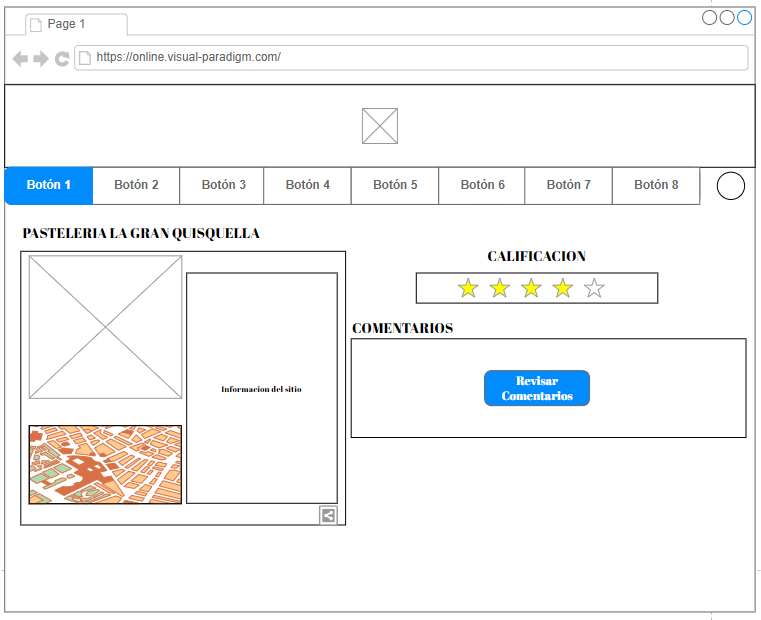 Page 1
https://online.visual-paradigm.com/
Botón 1
Botón 2
Botón 3
Botón 4
Botón 5
Botón 6
Botón 7
Botón 8
PASTELERIA LA GRAN QUISQUELLA
CALIFICACION
COMENTARIOS
Revisar
Comentarios
Informacion del sitio